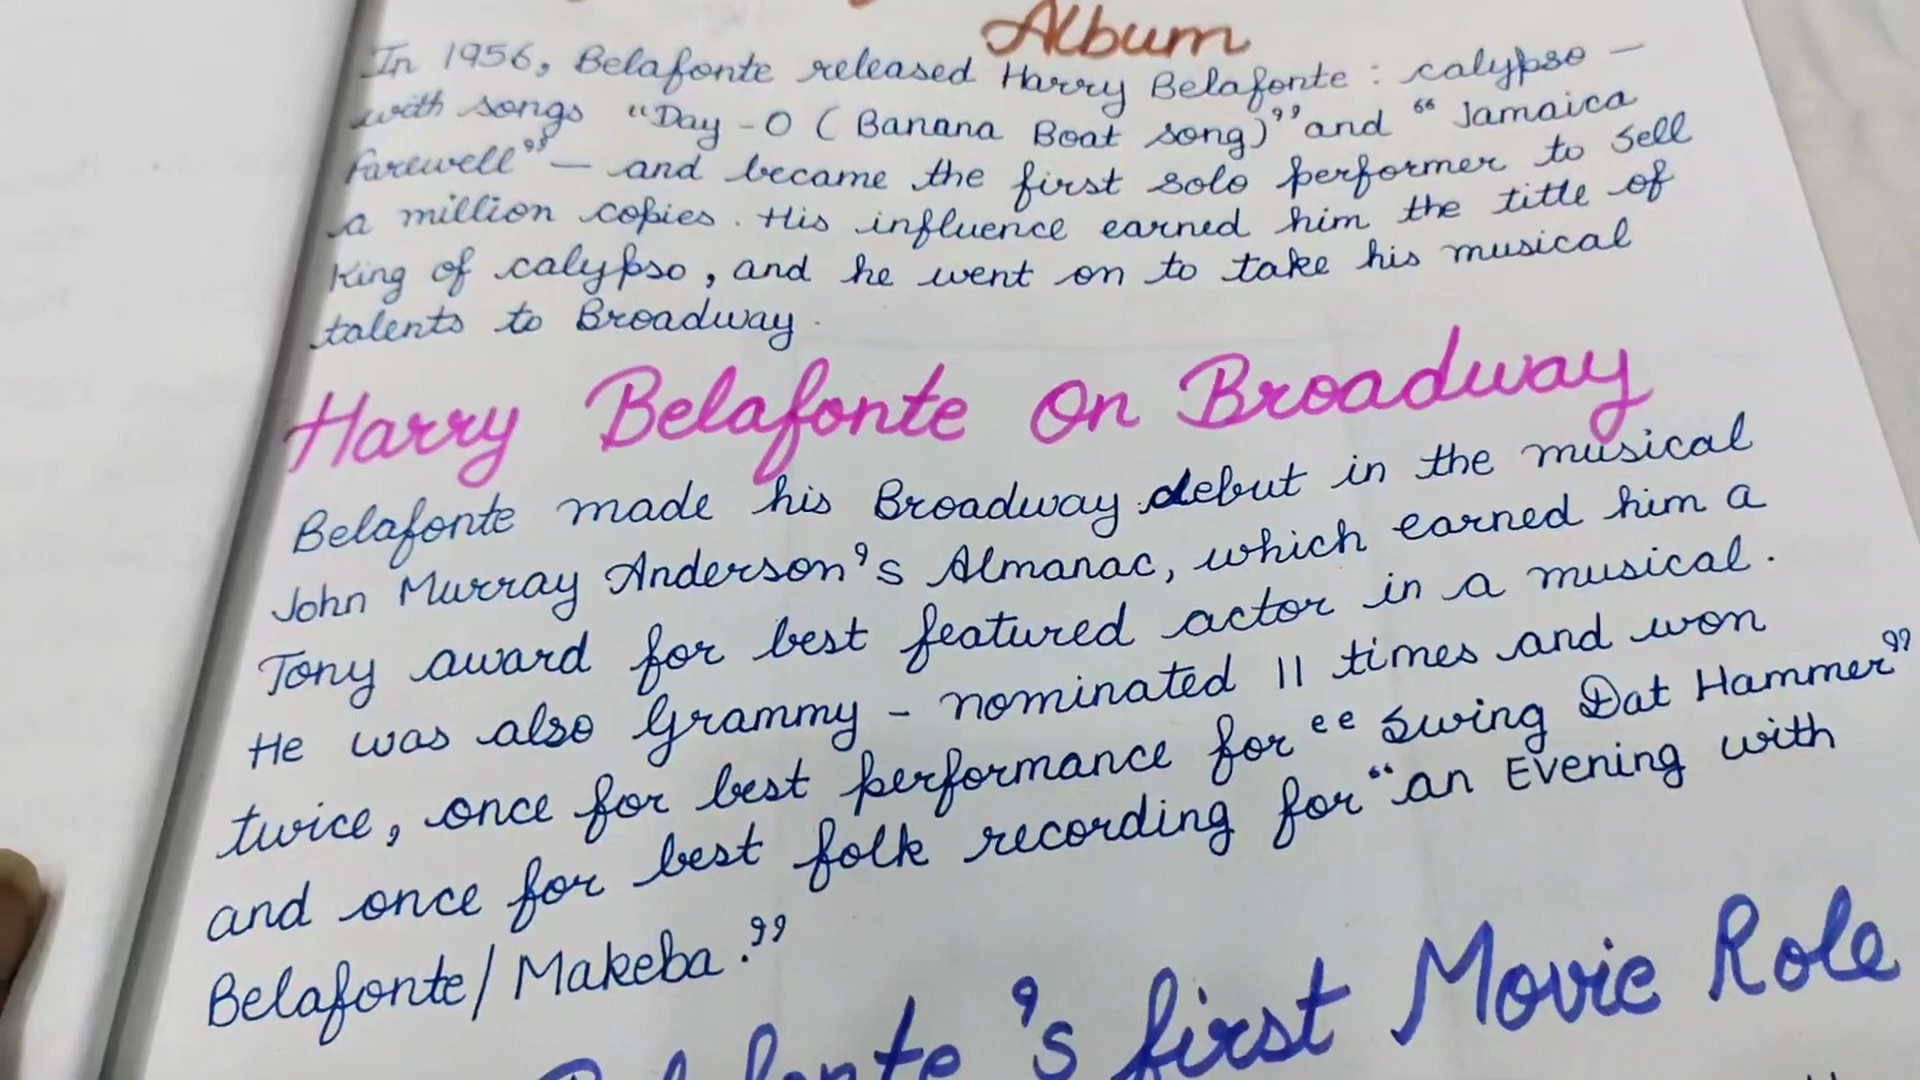 Album
In 1956, Belafonte released Harry Belafonte : calypso —
with songs "Day - O ( Banana Boat song)" and "Jamaica
farewell" — and became the first solo performer to sell
a million copies. His influence earned him the title of
King of calypso, and he went on to take his musical
talents to Broadway.
Harry Belafonte On Broadway
Belafonte made his Broadway debut in the musical
John Murray Anderson's Almanac, which earned him a
Tony award for best featured actor in a musical.
He was also Grammy - nominated 11 times and won
twice, once for best performance for "Swing Dat Hammer"
and once for best folk recording for "an Evening with
Belafonte/Makeba."
Belafonte's first Movie Role